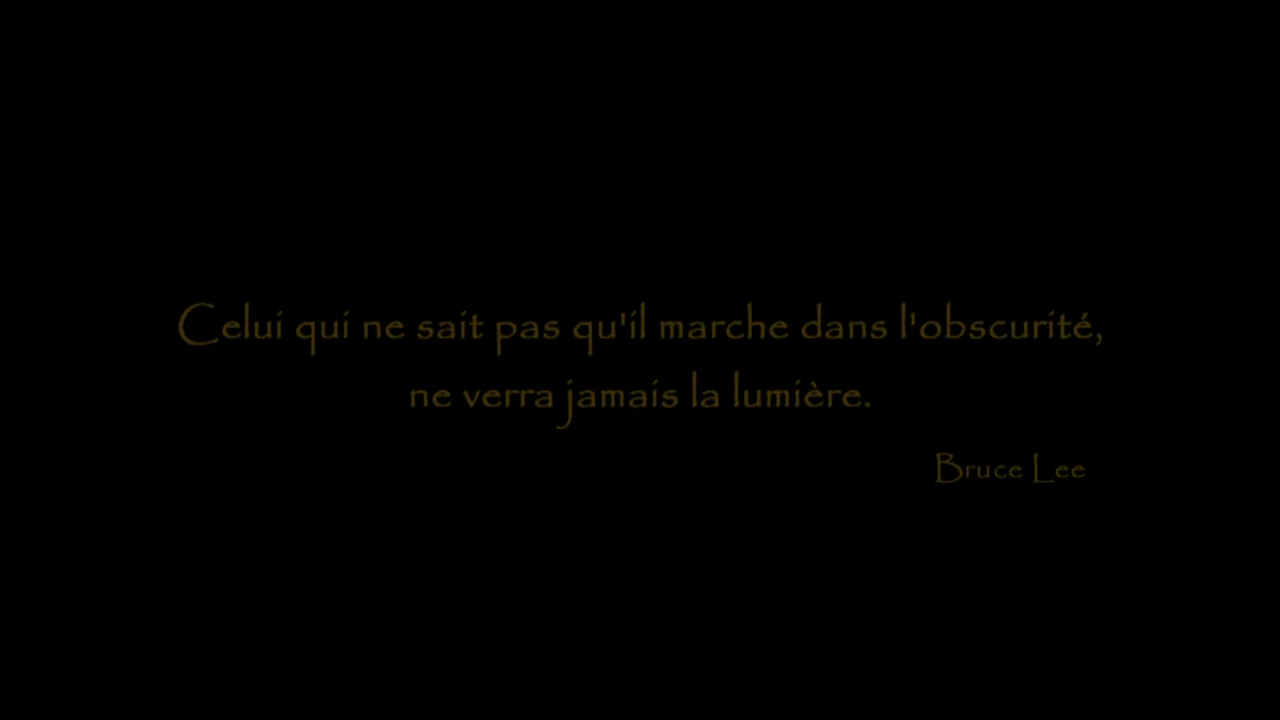 Celui qui ne sait pas qu'il marche dans l'obscurité,
ne verra jamais la lumière.
Bruce Lee